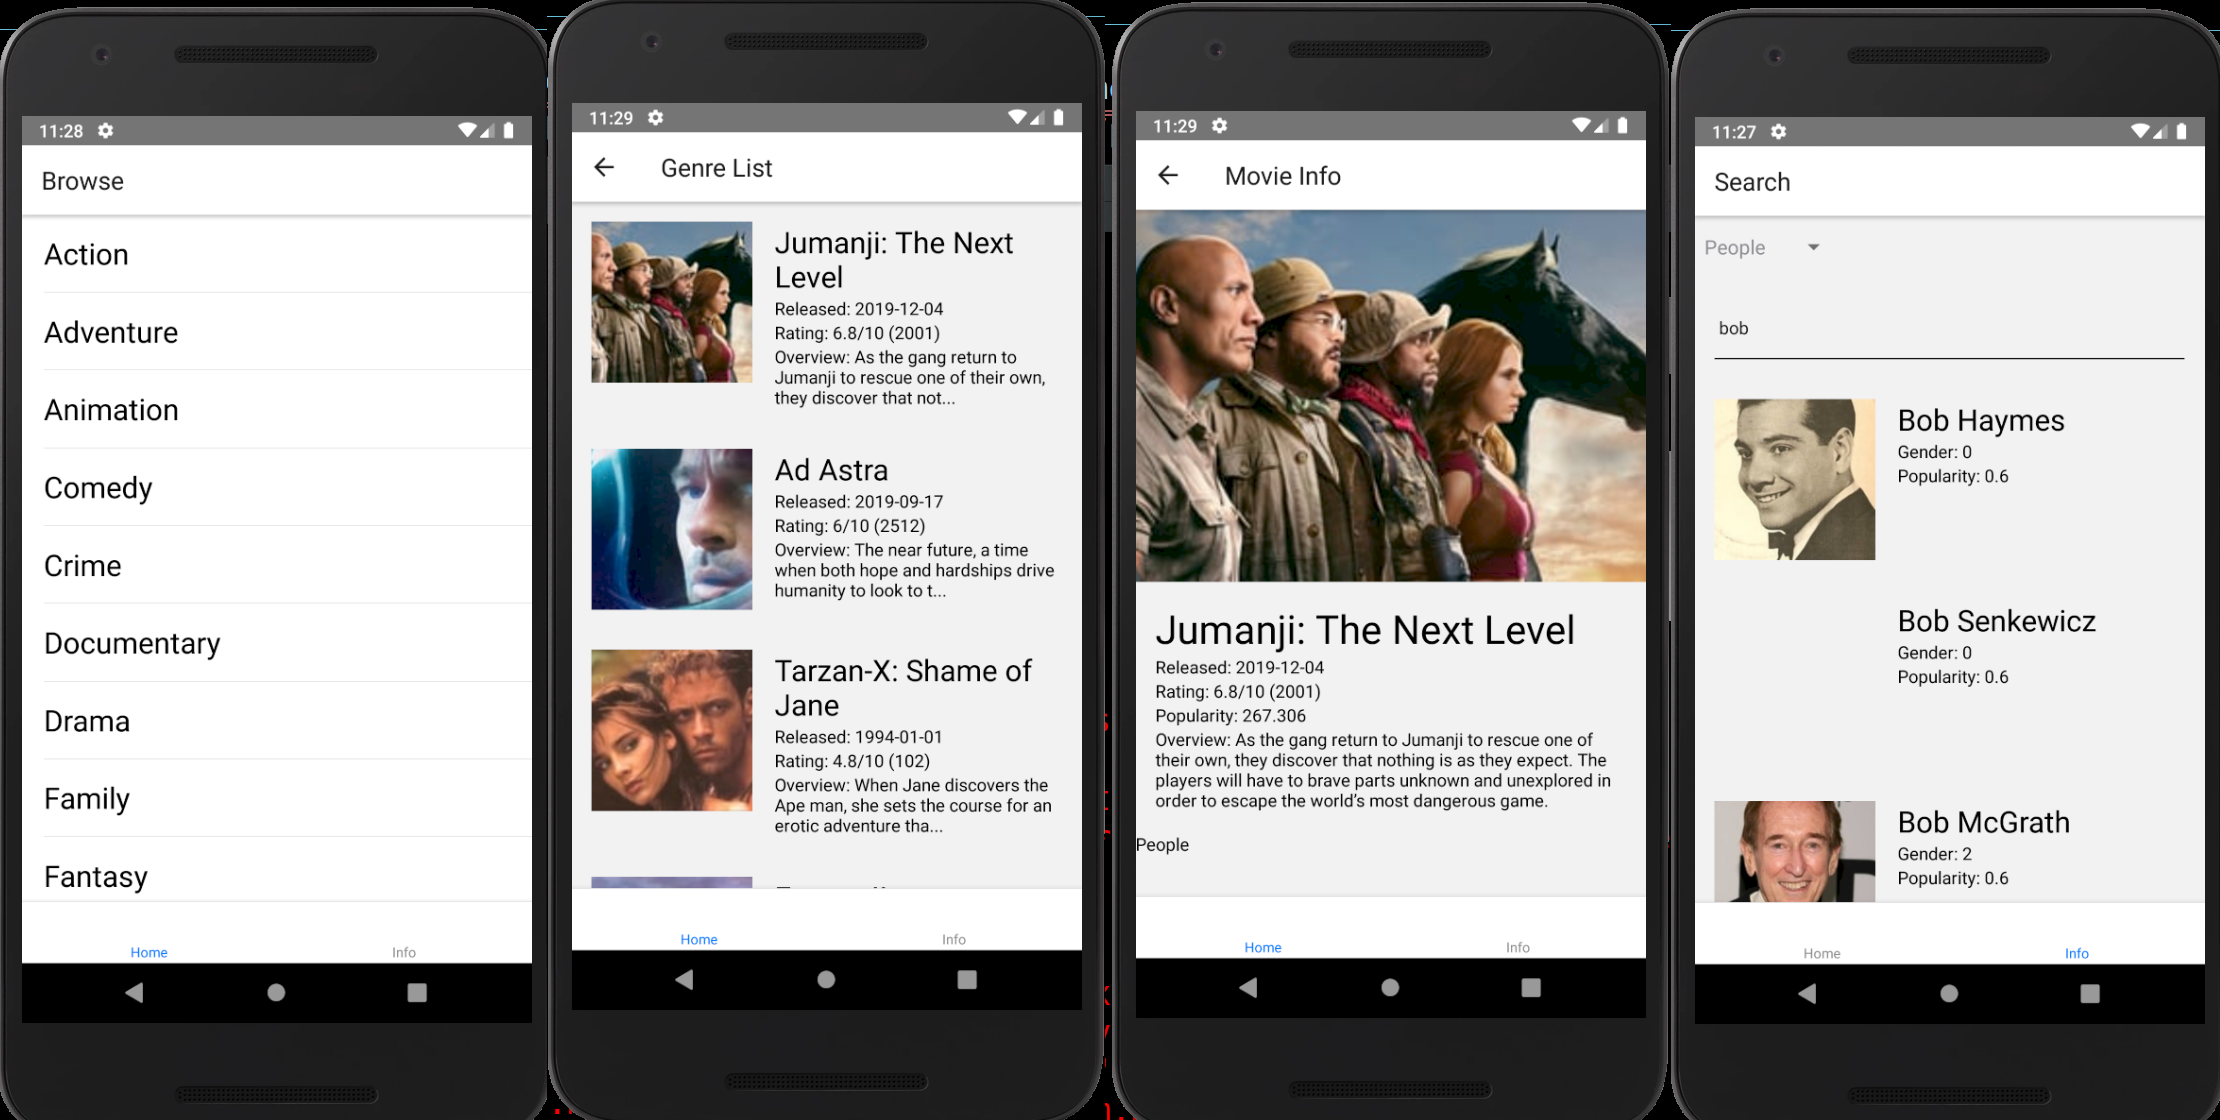 11:28
Browse
Action
Adventure
Animation
Comedy
Crime
Documentary
Drama
Family
Fantasy
Home Info
11:29
Genre List
Jumanji: The Next
Level
Released: 2019-12-04
Rating: 6.8/10 (2001)
Overview: As the gang return to
Jumanji to rescue one of their own,
they discover that not...
Ad Astra
Released: 2019-09-17
Rating: 6/10 (2512)
Overview: The near future, a time
when both hope and hardships drive
humanity to look to t...
Tarzan-X: Shame of
Jane
Released: 1994-01-01
Rating: 4.8/10 (102)
Overview: When Jane discovers the
Ape man, she sets the course for an
erotic adventure tha...
Home Info
11:29
Movie Info
Jumanji: The Next Level
Released: 2019-12-04
Rating: 6.8/10 (2001)
Popularity: 267.306
Overview: As the gang return to Jumanji to rescue one of
their own, they discover that nothing is as they expect. The
players will have to brave parts unknown and unexplored in
order to escape the world’s most dangerous game.
People
Home Info
11:27
Search
People
bob
Bob Haymes
Gender: 0
Popularity: 0.6
Bob Senkewicz
Gender: 0
Popularity: 0.6
Bob McGrath
Gender: 2
Popularity: 0.6
Home Info